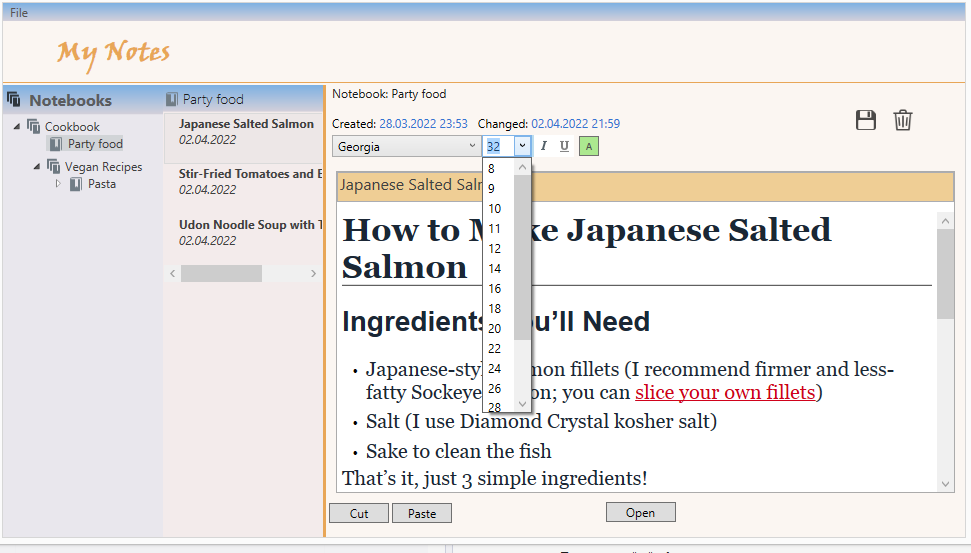 File
My Notes
Notebooks
Cookbook
Party food
Vegan Recipes
Pasta
Party food
Japanese Salted Salmon
02.04.2022
Stir-Fried Tomatoes and E
02.04.2022
Udon Noodle Soup with T
02.04.2022
Notebook: Party food
Created: 28.03.2022 23:53 Changed: 02.04.2022 21:59
Georgia 32 I U A
8
9
10
11
12
14
16
18
20
22
24
26
28
Japanese Salted Salm
How to M ke Japanese Salted
Salmon
Ingredients ou’ll Need
• Japanese-sty mon fillets (I recommend firmer and less-
fatty Sockeye on; you can slice your own fillets)
• Salt (I use Diamond Crystal kosher salt)
• Sake to clean the fish
That’s it, just 3 simple ingredients!
Cut Paste Open